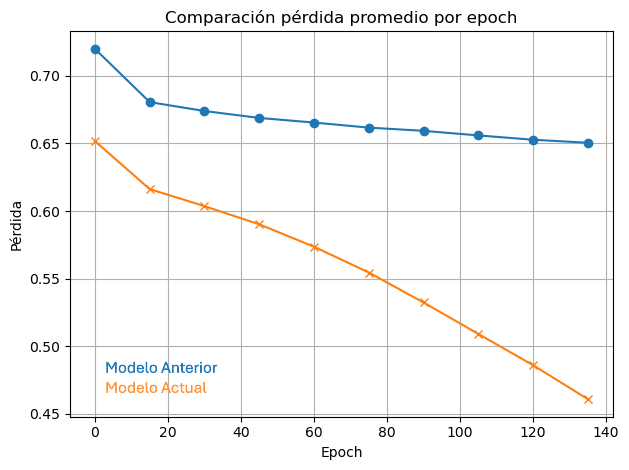 Comparación pérdida promedio por epoch
Pérdida
0.70
0.65
0.60
0.55
0.50
0.45
Modelo Anterior
Modelo Actual
0 20 40 60 80 100 120 140
Epoch